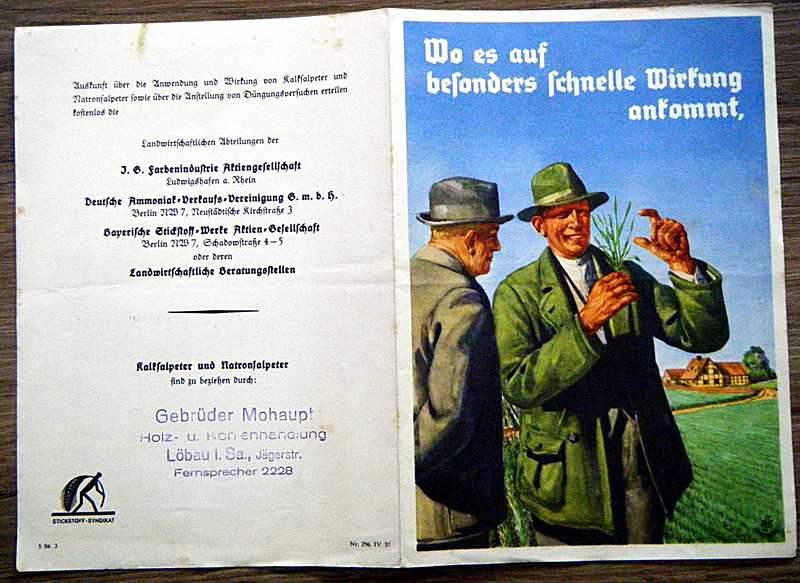 Auskunft über die Anwendung und Wirkung von Kalksalpeter und
Natronsalpeter sowie über die Anstellung von Düngungsversuchen erteilen
kostenlos die
Landwirtschaftlichen Abteilungen der
I. G. Farbenindustrie Aktiengesellschaft
Ludwigshafen a. Rhein
Deutsche Ammoniak-Verkaufs-Vereinigung G. m. b. H.
Berlin NW 7, Neustädtische Kirchstraße 3
Bayerische Stickstoff-Werke Aktien-Gesellschaft
Berlin NW 7, Schadowstraße 4–5
oder deren
Landwirtschaftliche Beratungsstellen
Kalksalpeter und Natronsalpeter
sind zu beziehen durch:
Gebrüder Mohaupt
Holz- u. Kohlenhandlung
Löbau i. Sa., Jägerstr.
Fernsprecher 2228
STICKSTOFF-SYNDIKAT
S 04. 3
Nr. 296. IV. 37
Wo es auf
besonders schnelle Wirkung
ankommt,